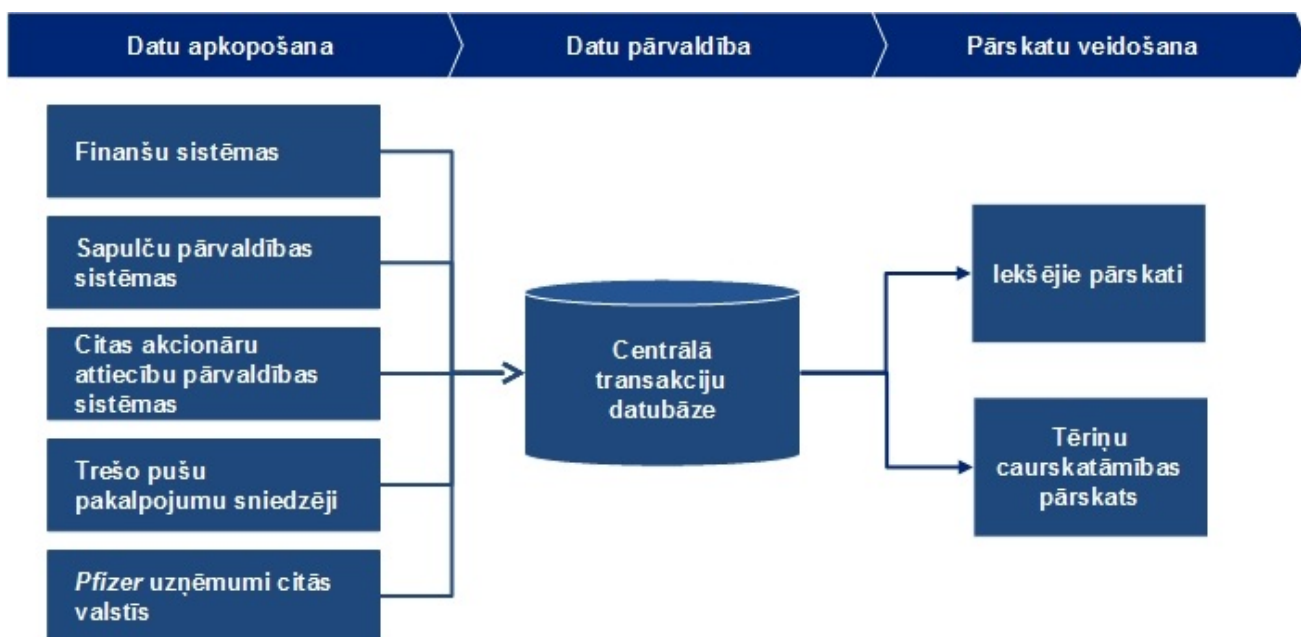 Datu apkopošana
Datu pārvaldība
Pārskatu veidošana
Finanšu sistēmas
Sapulču pārvaldības
sistēmas
Citas akcionāru
attiecību pārvaldības
sistēmas
Trešo pušu
pakalpojumu sniedzēji
Pfizer uzņēmumi citās
valstīs
Centrālā
transakciju
datubāze
Iekšējie pārskati
Tēriņu
caurskatāmības
pārskats